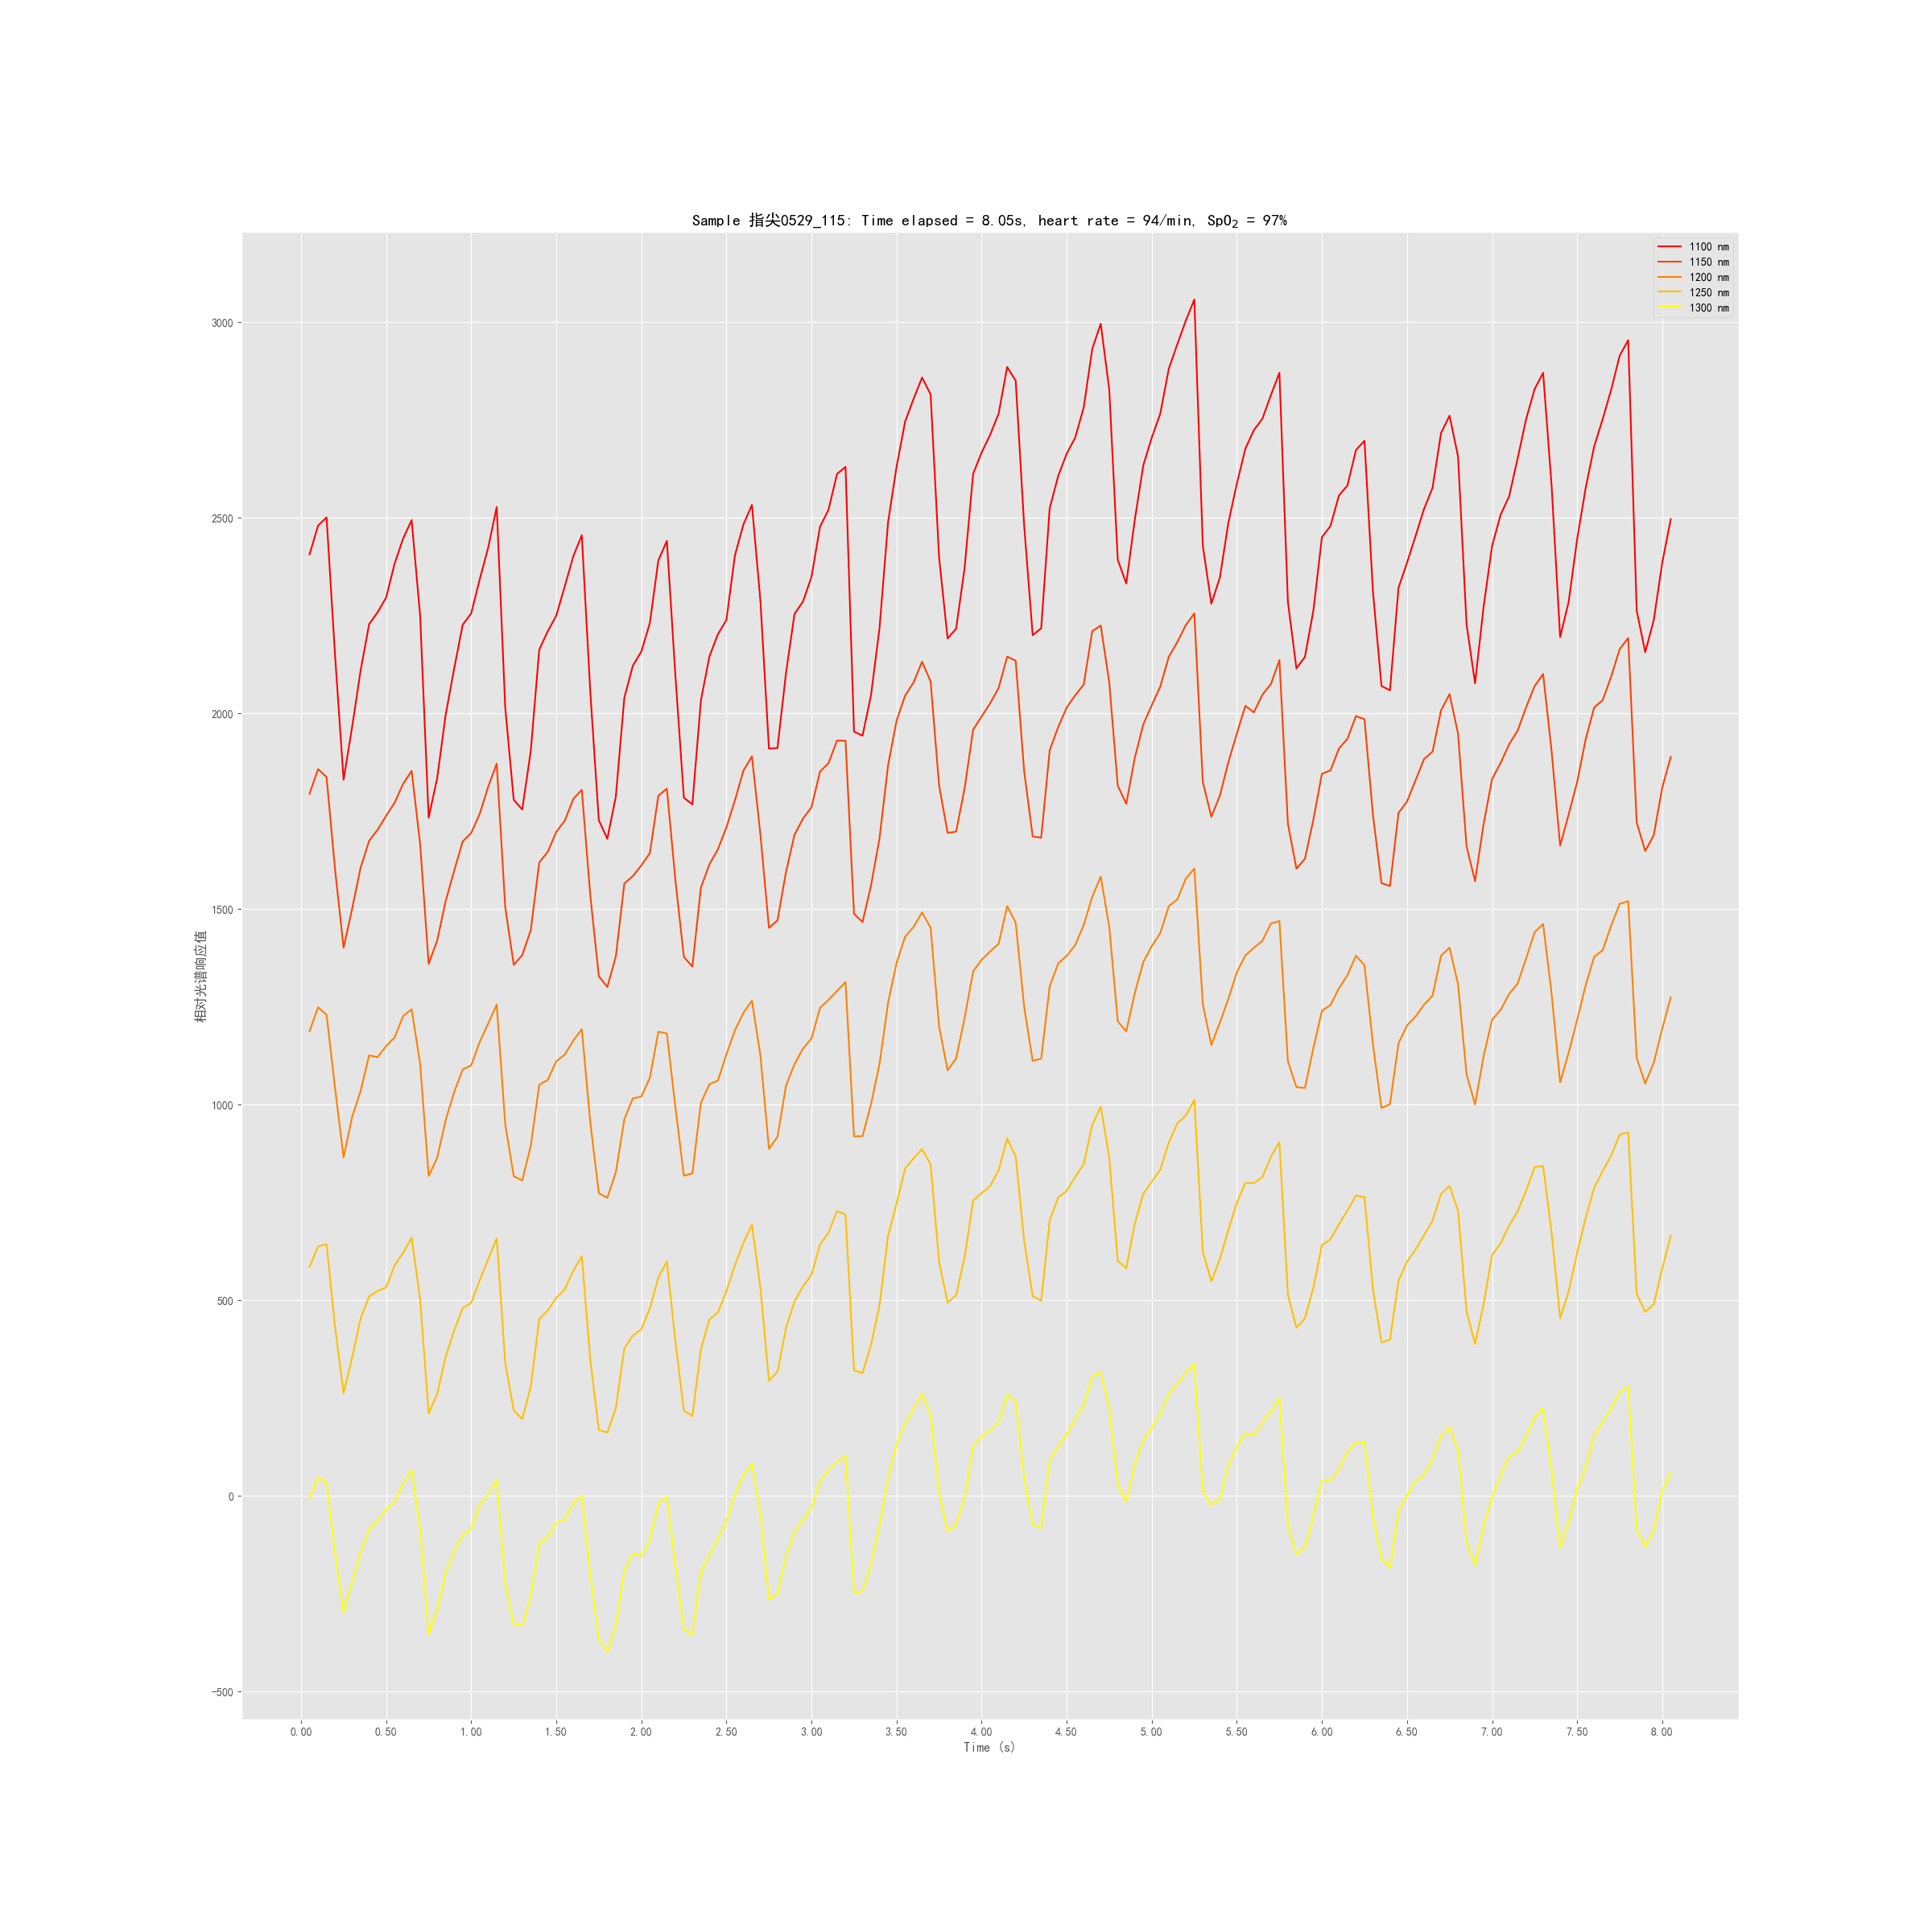 Sample 指尖0529_115: Time elapsed = 8.05s, heart rate = 94/min, SpO₂ = 97%
1100 nm
1150 nm
1200 nm
1250 nm
1300 nm
3000
2500
2000
1500
1000
500
0
−500
相对光谱响应值
0.00 0.50 1.00 1.50 2.00 2.50 3.00 3.50 4.00 4.50 5.00 5.50 6.00 6.50 7.00 7.50 8.00
Time (s)